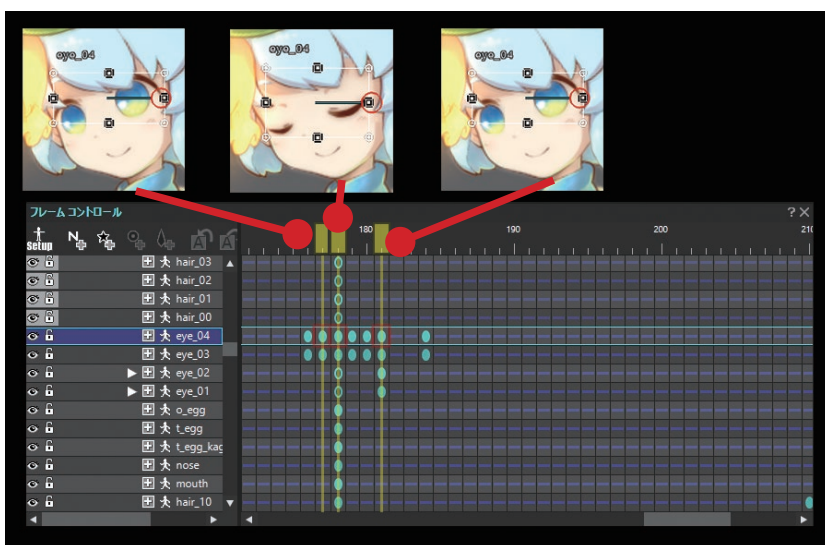 eye_04
eye_04
eye_04
フレームコントロール
?×
Setup
N
A
A
180
190
200
210
hair_03
hair_02
hair_01
hair_00
eye_04
eye_03
eye_02
eye_01
o_egg
t_egg
t_egg_kag
nose
mouth
hair_10